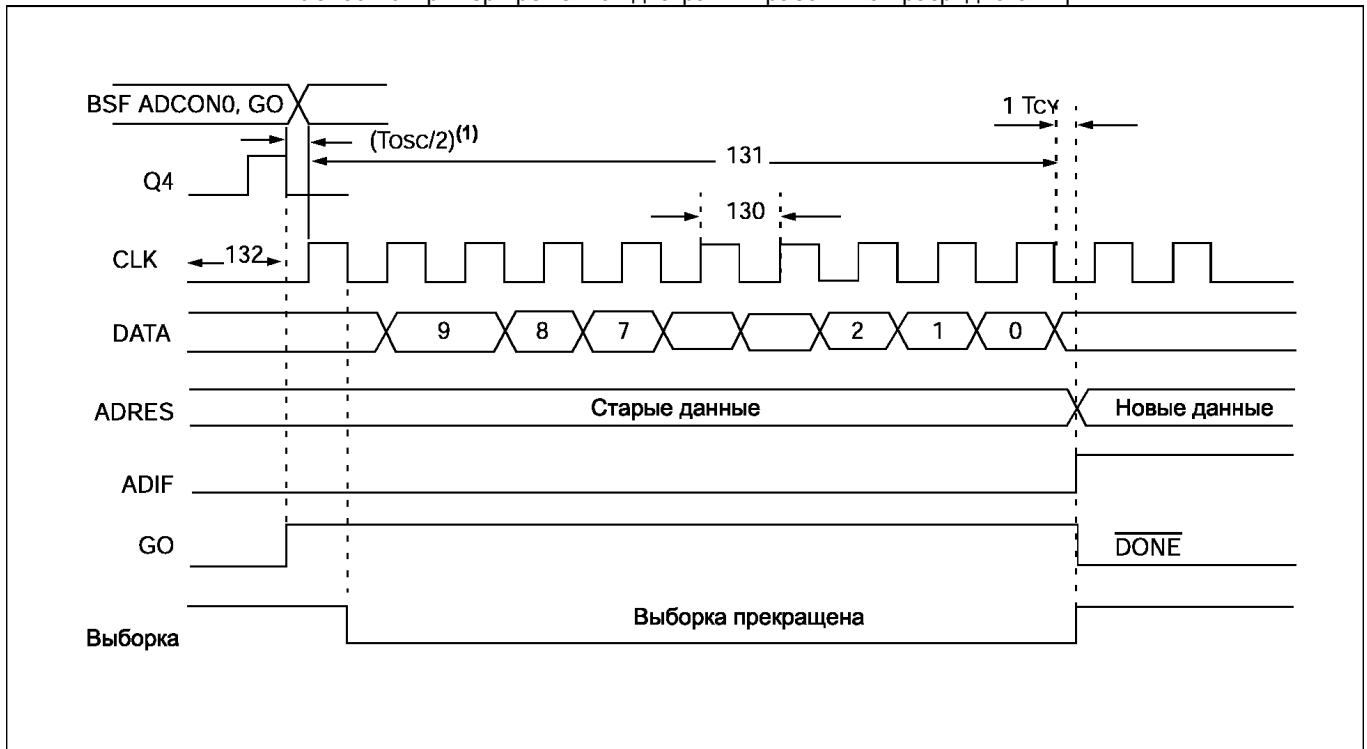 BSF ADCON0, GO
1 TCY
(TOSC/2)(1)
131
Q4
130
CLK
132
DATA
9 8 7 2 1 0
ADRES
Старые данные
Новые данные
ADIF
GO
DONE
Выборка
Выборка прекращена